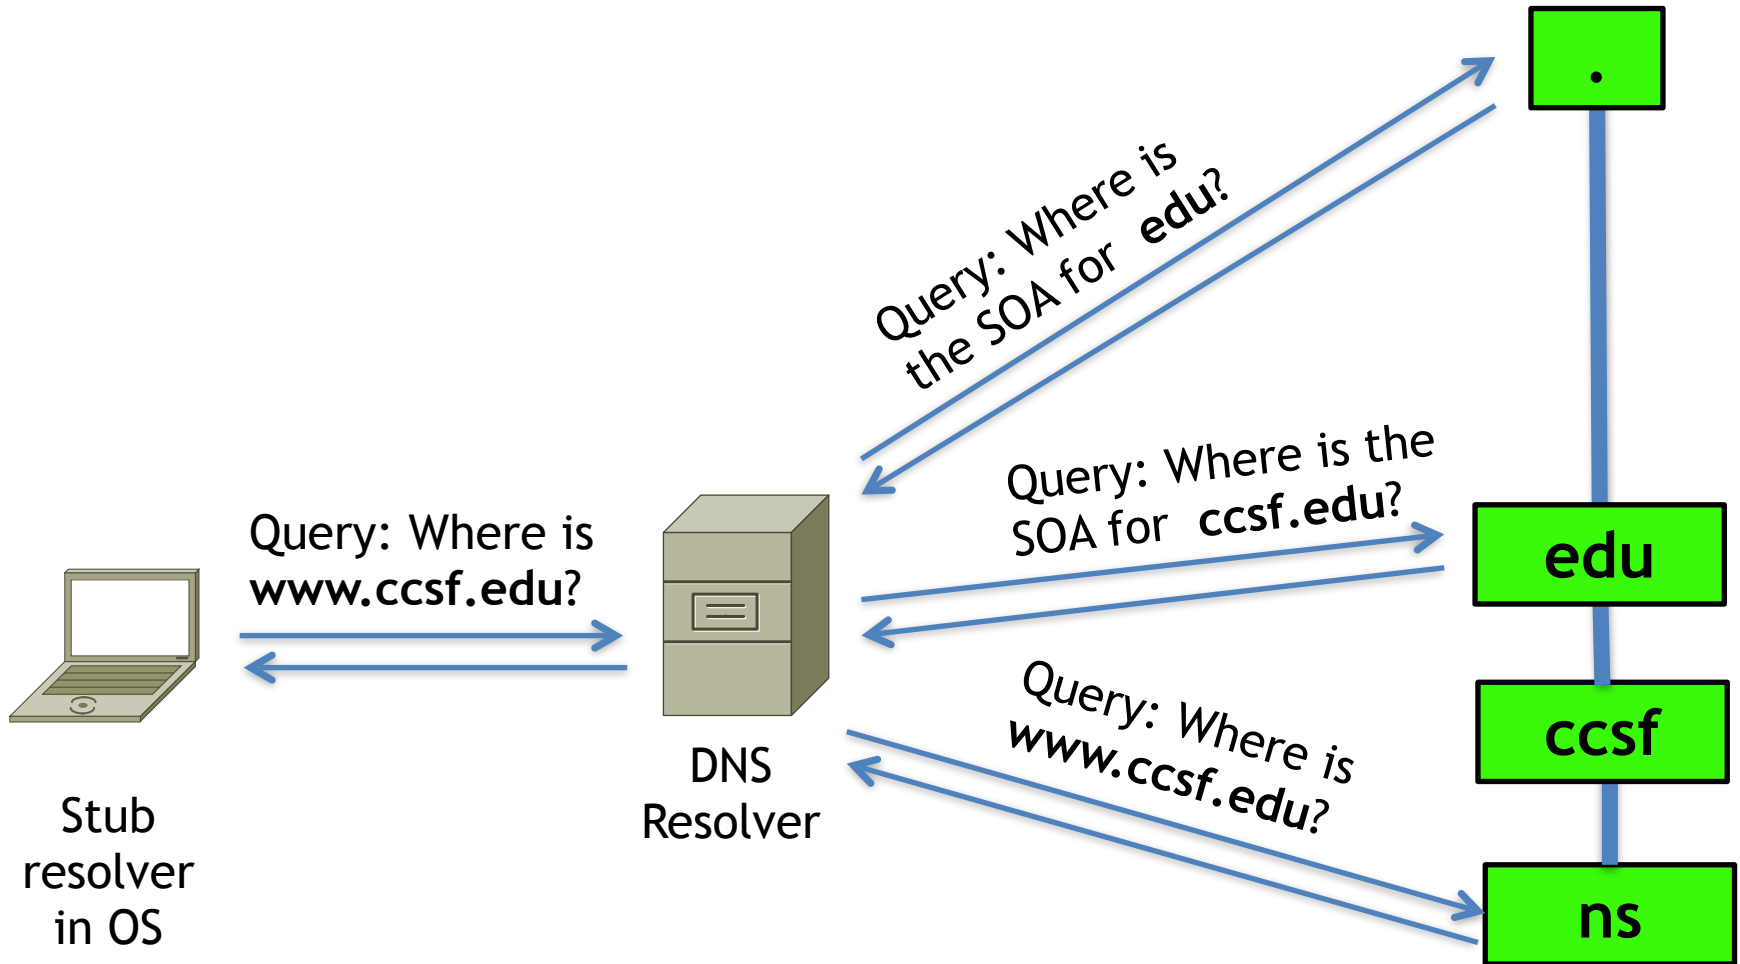 .
Query: Where is
the SOA for edu?
Query: Where is the
SOA for ccsf.edu?
Query: Where is
www.ccsf.edu?
edu
Query: Where is
www.ccsf.edu?
ccsf
DNS
Resolver
Stub
resolver
in OS
ns